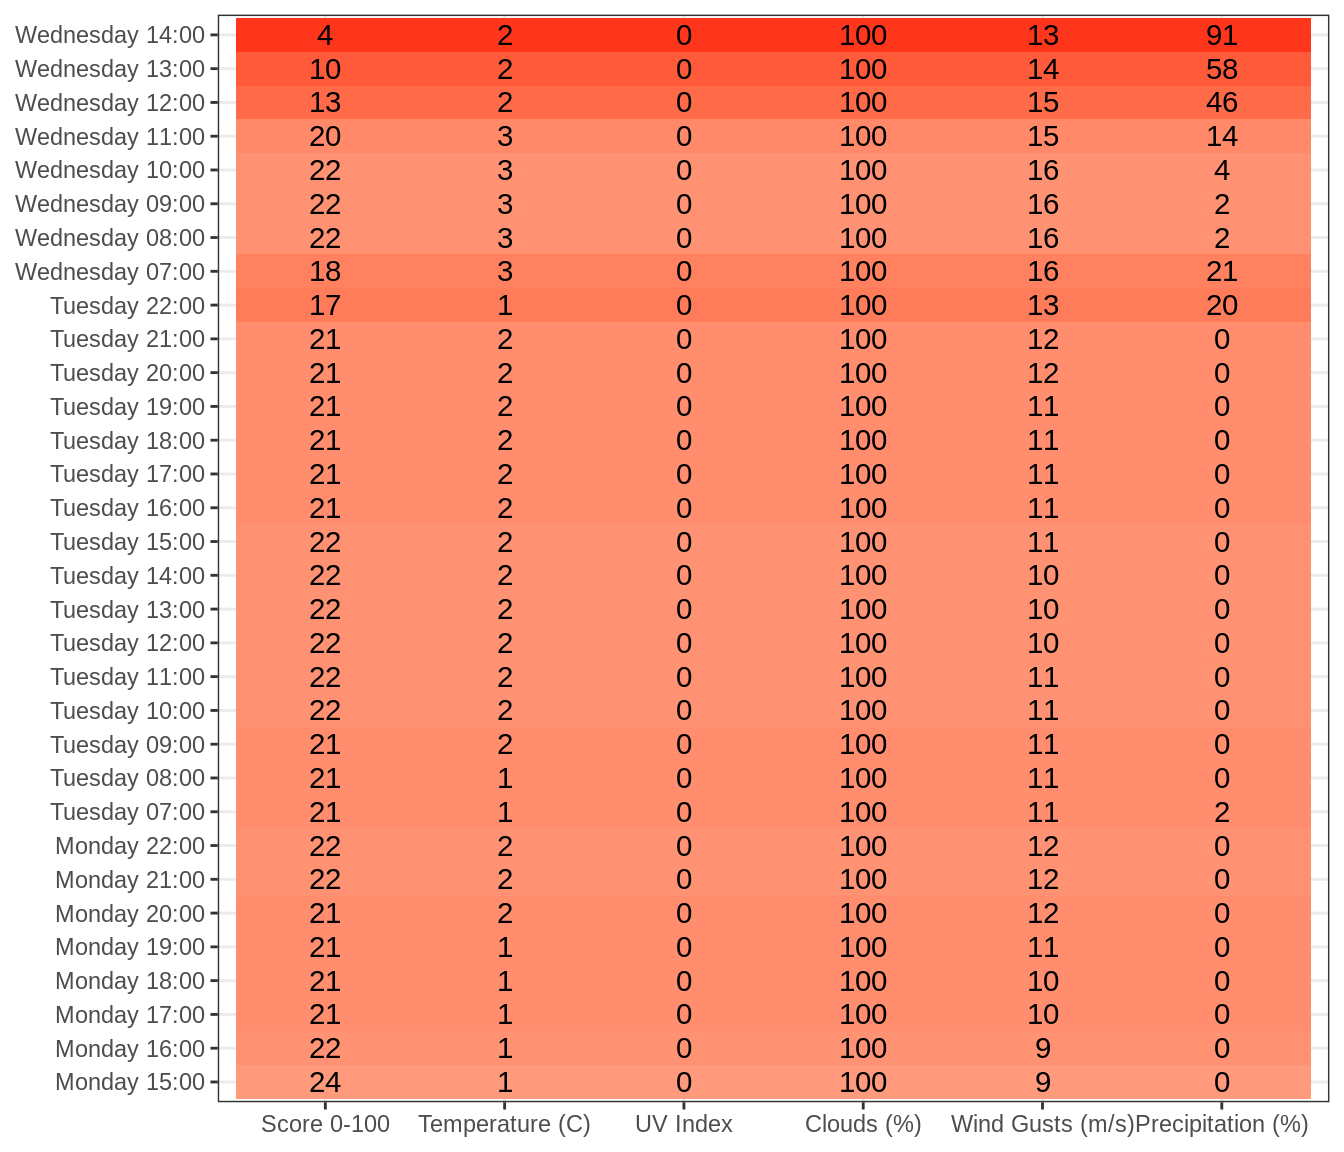 Wednesday 14:00 4 2 0 100 13 91
Wednesday 13:00 10 2 0 100 14 58
Wednesday 12:00 13 2 0 100 15 46
Wednesday 11:00 20 3 0 100 15 14
Wednesday 10:00 22 3 0 100 16 4
Wednesday 09:00 22 3 0 100 16 2
Wednesday 08:00 22 3 0 100 16 2
Wednesday 07:00 18 3 0 100 16 21
Tuesday 22:00 17 1 0 100 13 20
Tuesday 21:00 21 2 0 100 12 0
Tuesday 20:00 21 2 0 100 12 0
Tuesday 19:00 21 2 0 100 11 0
Tuesday 18:00 21 2 0 100 11 0
Tuesday 17:00 21 2 0 100 11 0
Tuesday 16:00 21 2 0 100 11 0
Tuesday 15:00 22 2 0 100 11 0
Tuesday 14:00 22 2 0 100 10 0
Tuesday 13:00 22 2 0 100 10 0
Tuesday 12:00 22 2 0 100 10 0
Tuesday 11:00 22 2 0 100 11 0
Tuesday 10:00 22 2 0 100 11 0
Tuesday 09:00 21 2 0 100 11 0
Tuesday 08:00 21 1 0 100 11 0
Tuesday 07:00 21 1 0 100 11 2
Monday 22:00 22 2 0 100 12 0
Monday 21:00 22 2 0 100 12 0
Monday 20:00 21 2 0 100 12 0
Monday 19:00 21 1 0 100 11 0
Monday 18:00 21 1 0 100 10 0
Monday 17:00 21 1 0 100 10 0
Monday 16:00 22 1 0 100 9 0
Monday 15:00 24 1 0 100 9 0
Score 0-100 Temperature (C) UV Index Clouds (%) Wind Gusts (m/s) Precipitation (%)